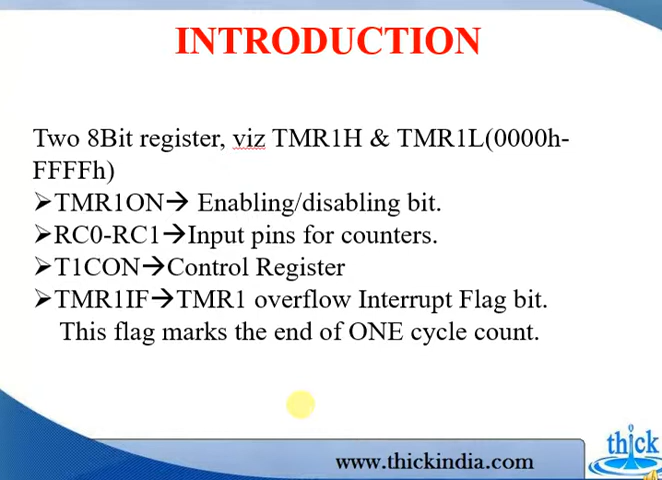 INTRODUCTION
Two 8Bit register, viz TMR1H & TMR1L(0000h-
FFFFh)
➢TMR1ON→ Enabling/disabling bit.
➢RC0-RC1→Input pins for counters.
➢T1CON→Control Register
➢TMR1IF→TMR1 overflow Interrupt Flag bit.
This flag marks the end of ONE cycle count.
www.thickindia.com
thick